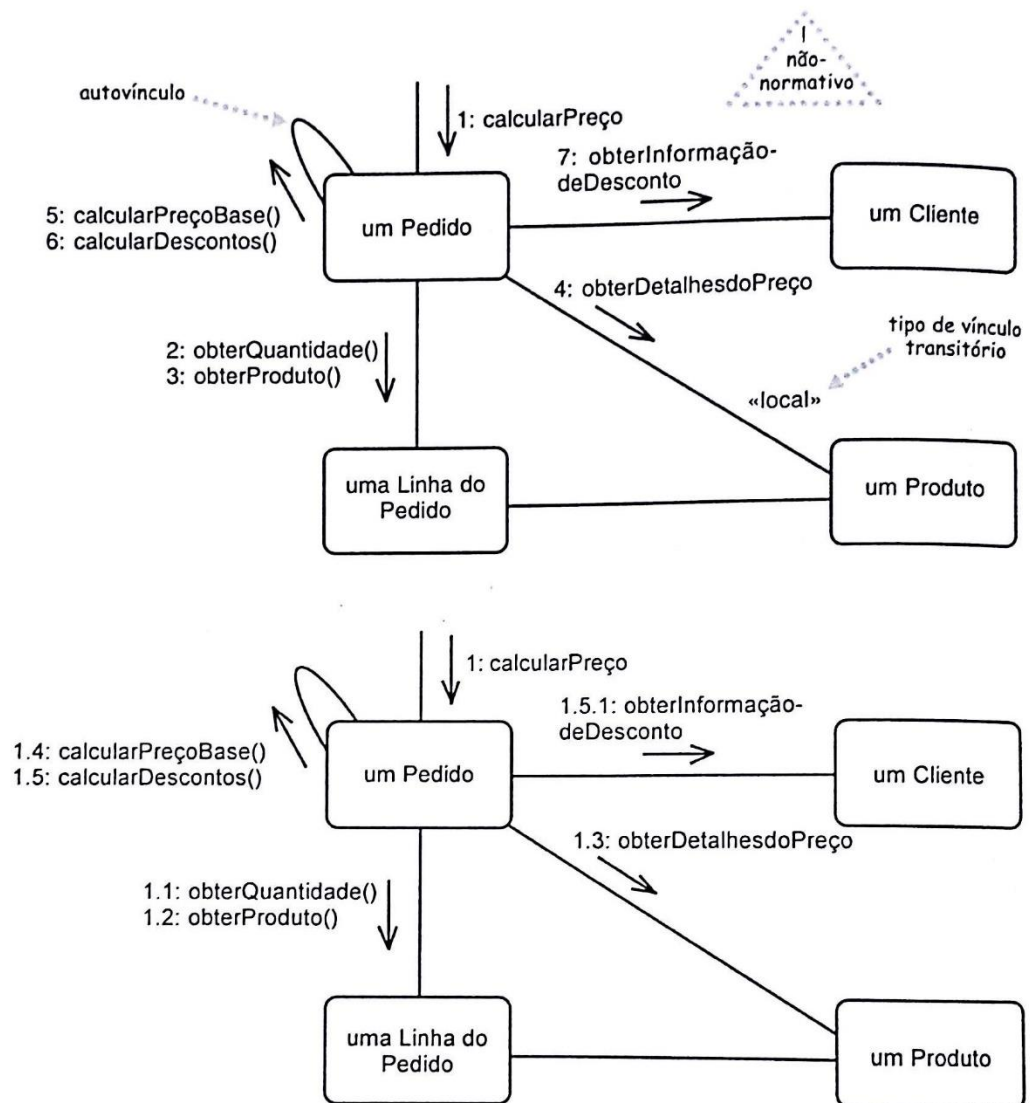 I
não-
normativo
autovínculo
1: calcularPreço
7: obterInformação-
deDesconto
um Pedido
um Cliente
5: calcularPreçoBase()
6: calcularDescontos()
4: obterDetalhesdoPreço
tipo de vínculo
transitório
2: obterQuantidade()
3: obterProduto()
«local»
uma Linha do
Pedido
um Produto
1: calcularPreço
1.5.1: obterInformação-
deDesconto
1.4: calcularPreçoBase()
1.5: calcularDescontos()
um Pedido
um Cliente
1.3: obterDetalhesdoPreço
1.1: obterQuantidade()
1.2: obterProduto()
uma Linha do
Pedido
um Produto